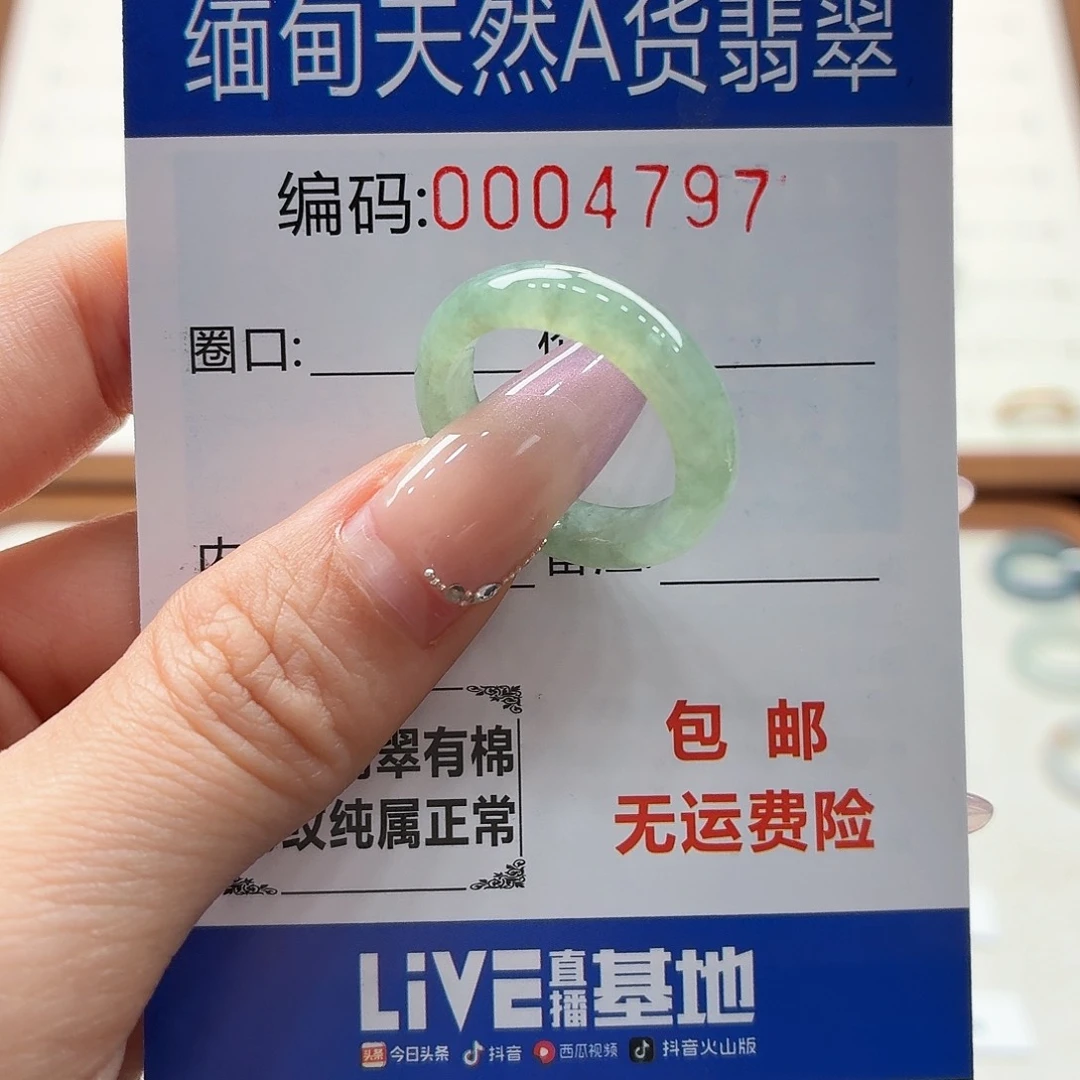 缅甸天然A货翡翠
编码:0004797
圈口:
翠有棉
纹纯属正常
包邮
无运费险
LiVE直播基地
今日头条 抖音 西瓜视频 抖音火山版